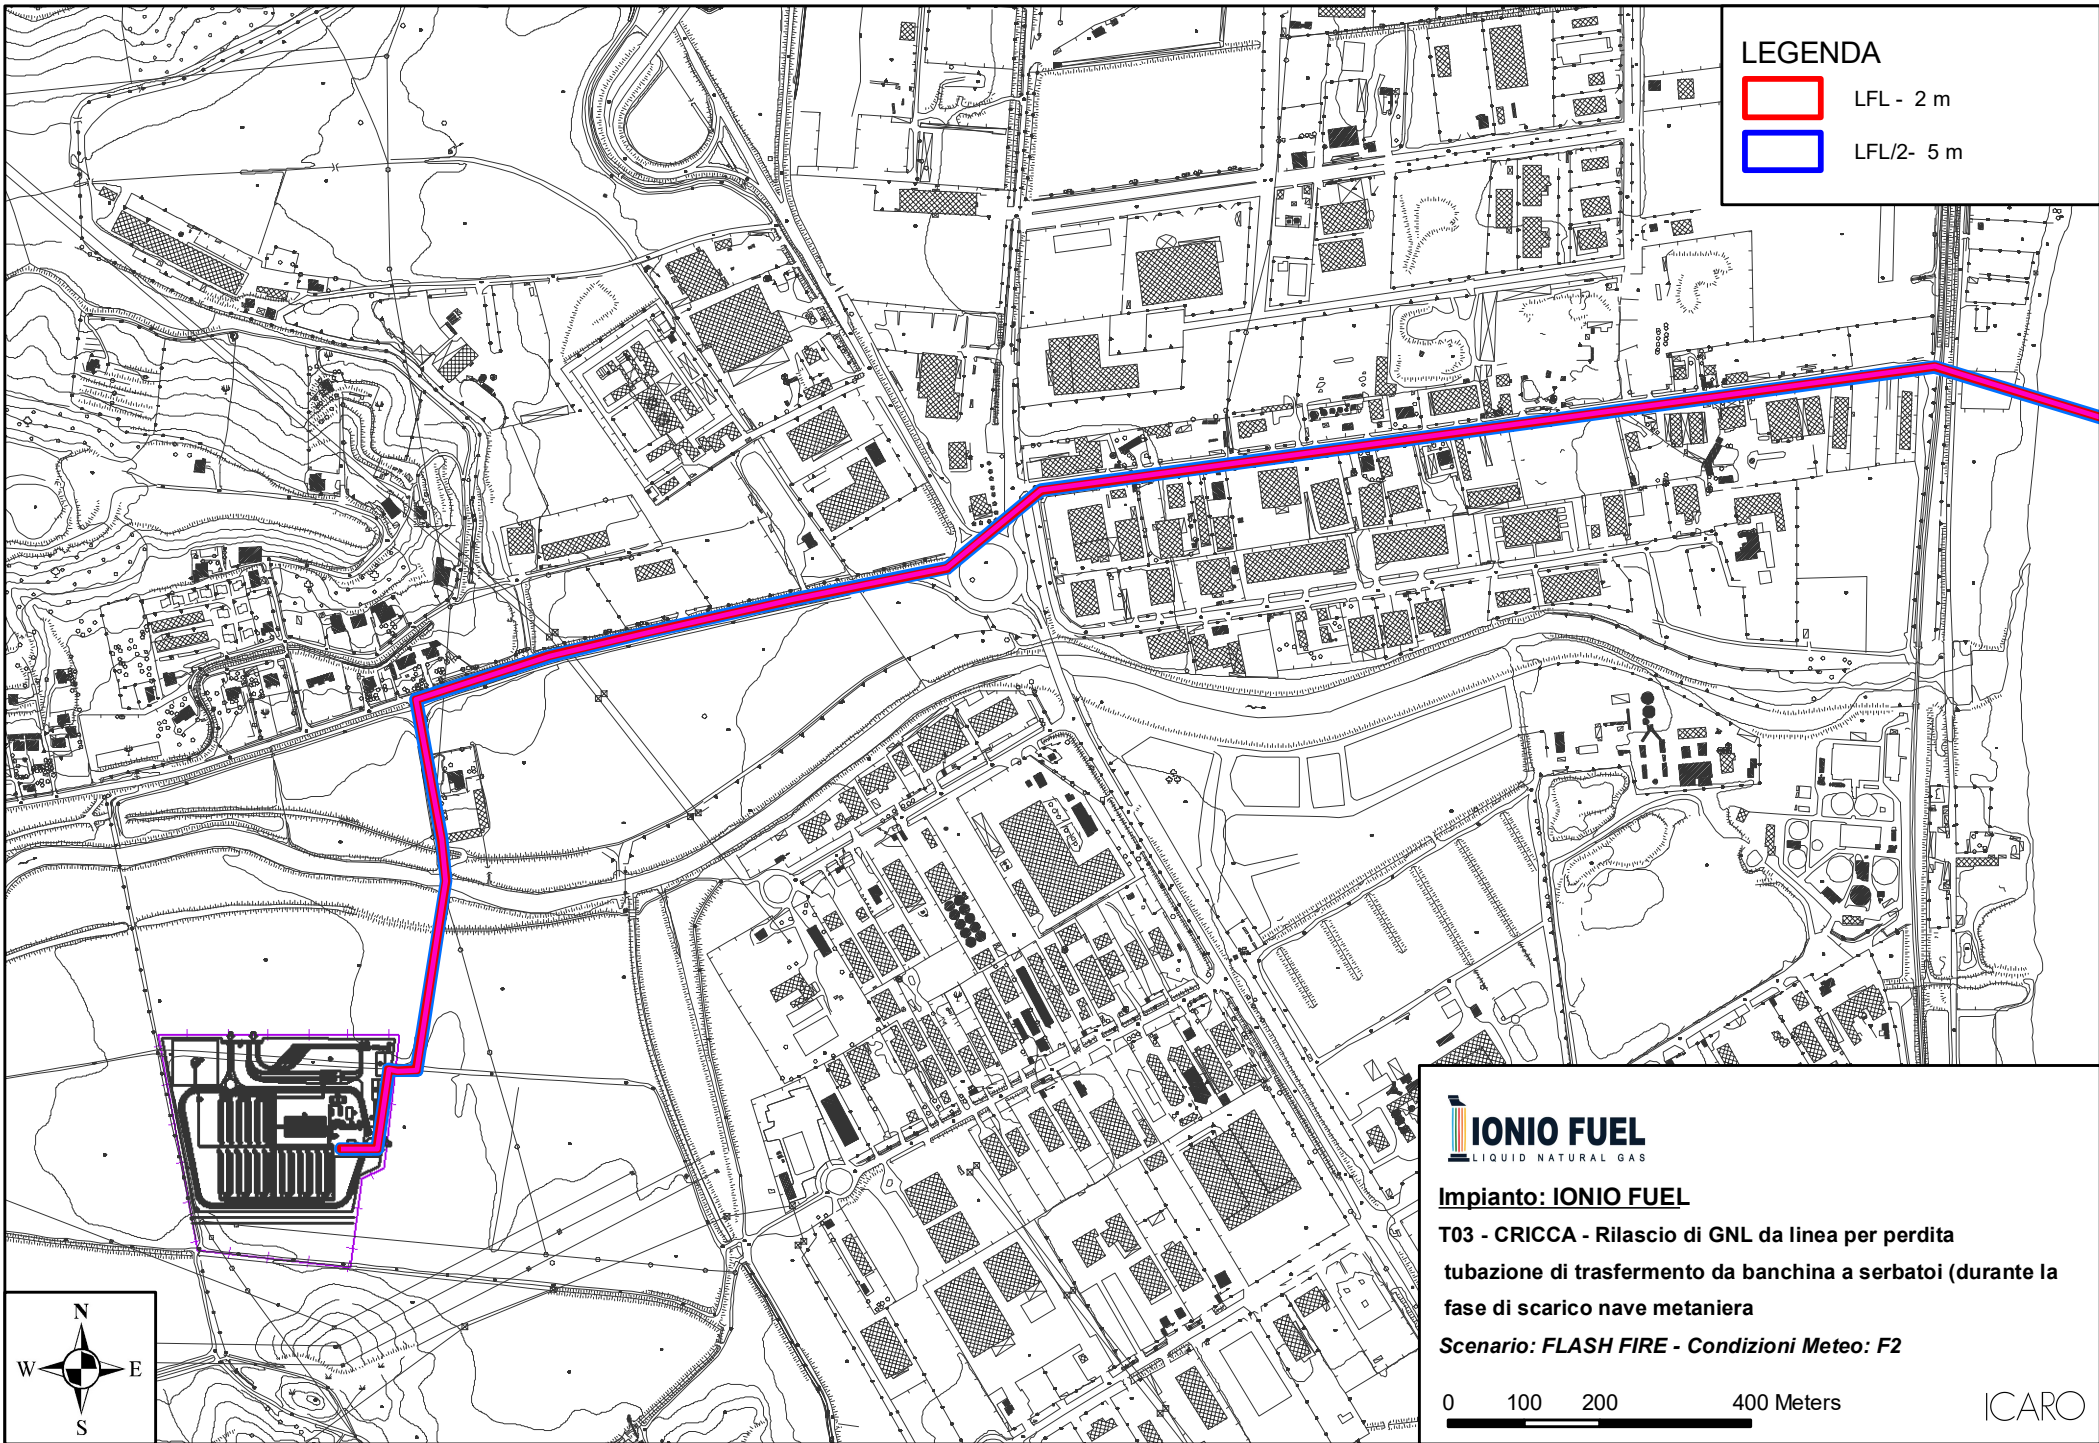 LEGENDA
LFL - 2 m
LFL/2- 5 m
IONIO FUEL
LIQUID NATURAL GAS
Impianto: IONIO FUEL
T03 - CRICCA - Rilascio di GNL da linea per perdita
tubazione di trasfermento da banchina a serbatoi (durante la
fase di scarico nave metaniera
Scenario: FLASH FIRE - Condizioni Meteo: F2
0 100 200 400 Meters
ICARO
N
W E
S